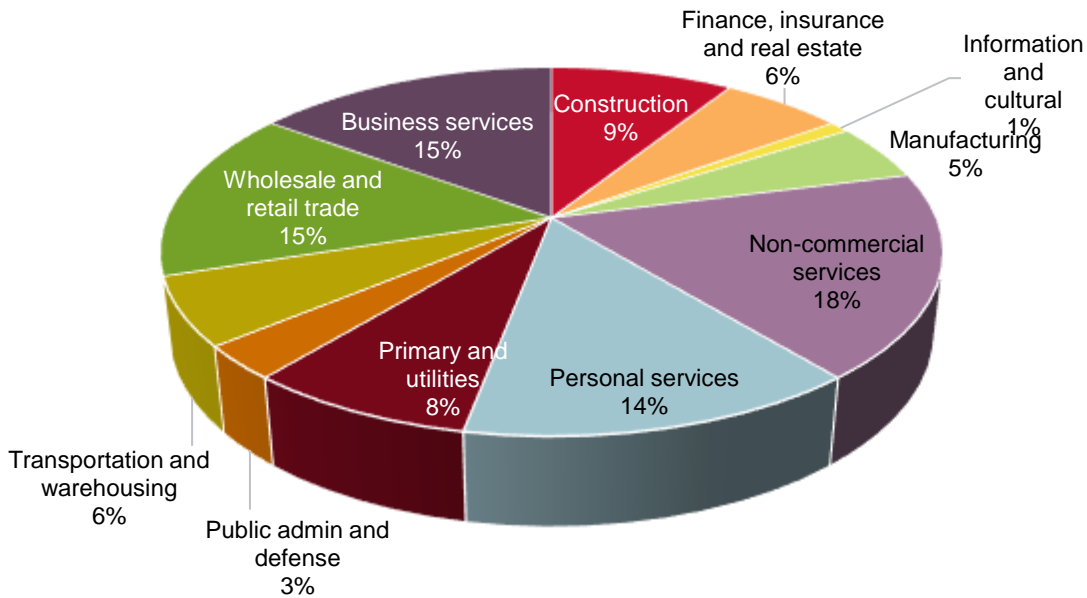 Finance, insurance
and real estate
6%
Information
and
cultural
1%
Construction
9%
Business services
15%
Manufacturing
5%
Wholesale and
retail trade
15%
Non-commercial
services
18%
Primary and
utilities
8%
Personal services
14%
Transportation and
warehousing
6%
Public admin and
defense
3%